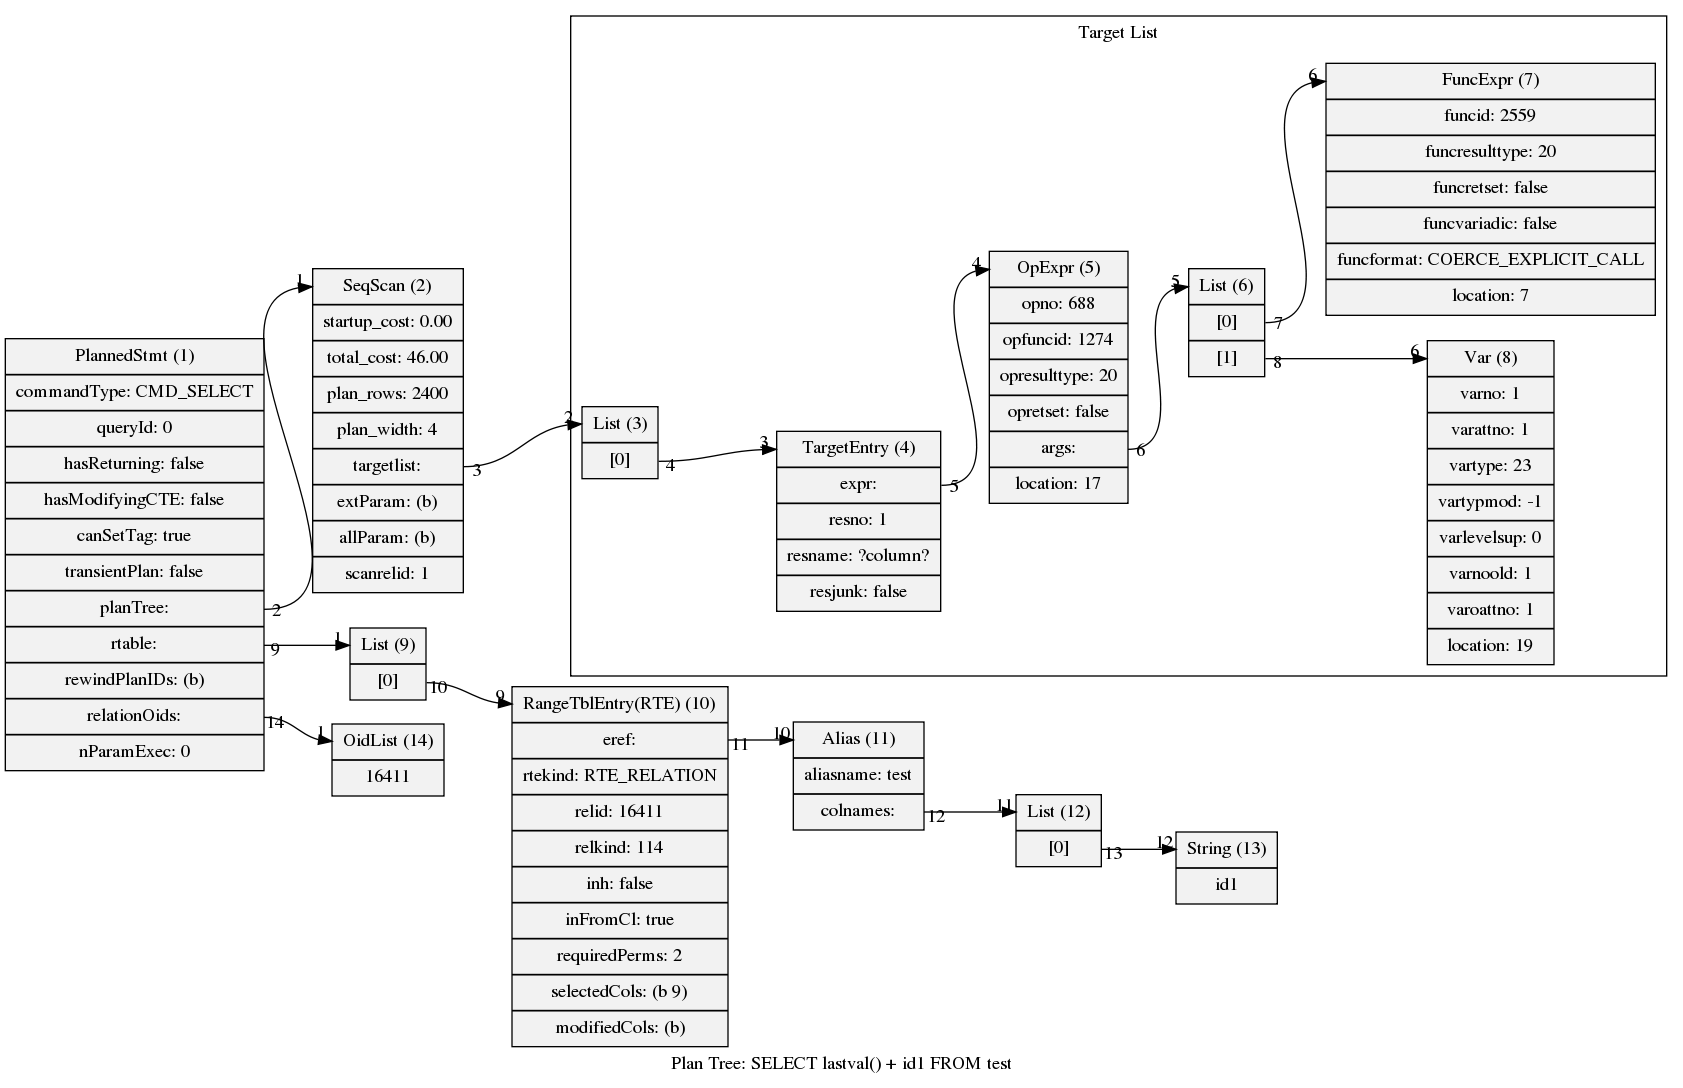 Target List
PlannedStmt (1)
commandType: CMD_SELECT
queryId: 0
hasReturning: false
hasModifyingCTE: false
canSetTag: true
transientPlan: false
planTree:
rtable:
rewindPlanIDs: (b)
relationOids:
nParamExec: 0
2
9
14
1
SeqScan (2)
startup_cost: 0.00
total_cost: 46.00
plan_rows: 2400
plan_width: 4
targetlist:
extParam: (b)
allParam: (b)
scanrelid: 1
3
2
List (3)
[0]
4
3
TargetEntry (4)
expr:
resno: 1
resname: ?column?
resjunk: false
5
4
OpExpr (5)
opno: 688
opfuncid: 1274
opresulttype: 20
opretset: false
args:
location: 17
6
5
List (6)
[0]
[1]
7
8
6
FuncExpr (7)
funcid: 2559
funcresulttype: 20
funcretset: false
funcvariadic: false
funcformat: COERCE_EXPLICIT_CALL
location: 7
6
Var (8)
varno: 1
varattno: 1
vartype: 23
vartypmod: -1
varlevelsup: 0
varnoold: 1
varoattno: 1
location: 19
1
List (9)
[0]
10
9
RangeTblEntry(RTE) (10)
eref:
rtekind: RTE_RELATION
relid: 16411
relkind: 114
inh: false
inFromCl: true
requiredPerms: 2
selectedCols: (b 9)
modifiedCols: (b)
11
10
Alias (11)
aliasname: test
colnames:
12
11
List (12)
[0]
13
12
String (13)
id1
1
OidList (14)
16411
Plan Tree: SELECT lastval() + id1 FROM test